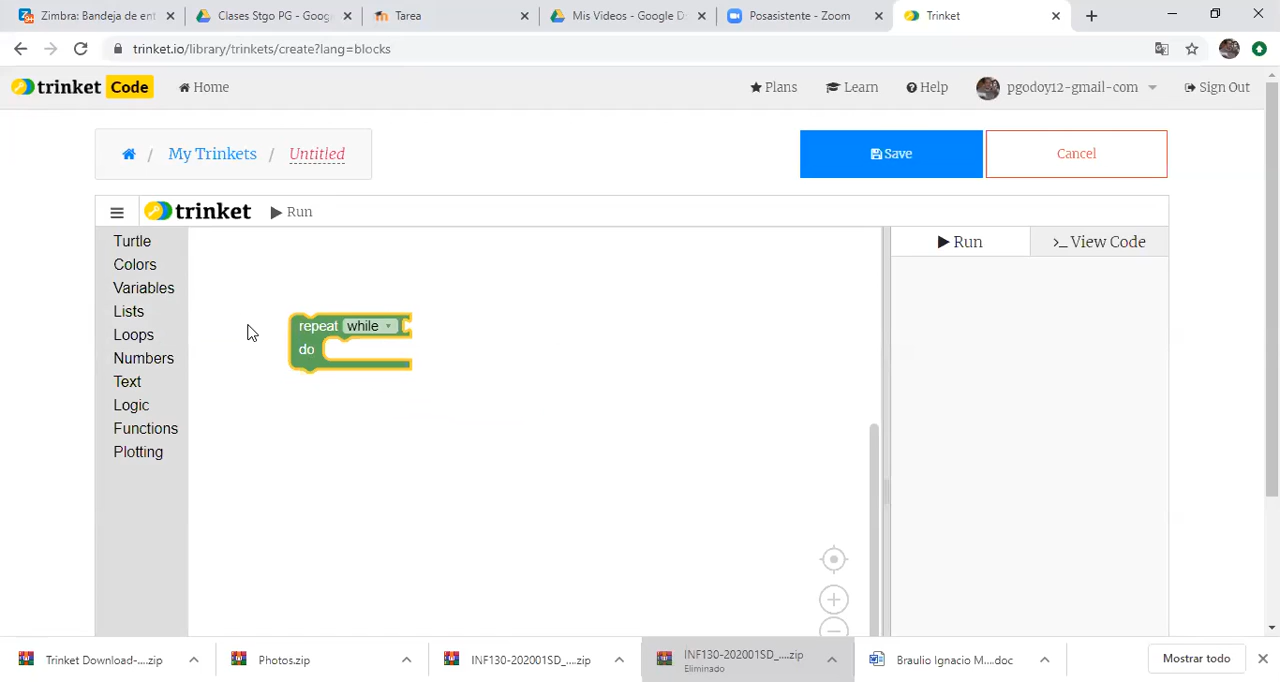 Zimbra: Bandeja de ent
Clases Stgo PG - Goog
Tarea
Mis Videos - Google D
Posasistente - Zoom
Trinket
trinket.io/library/trinkets/create?lang=blocks
trinket Code
Home
Plans
Learn
Help
pgodoy12-gmail-com
Sign Out
/ My Trinkets / Untitled
Save
Cancel
trinket
Run
Turtle
Colors
Variables
Lists
Loops
Numbers
Text
Logic
Functions
Plotting
repeat while
do
Run
>_ View Code
Trinket Download-....zip
Photos.zip
INF130-202001SD_....zip
INF130-202001SD_....zip
Eliminado
Braulio Ignacio M....doc
Mostrar todo